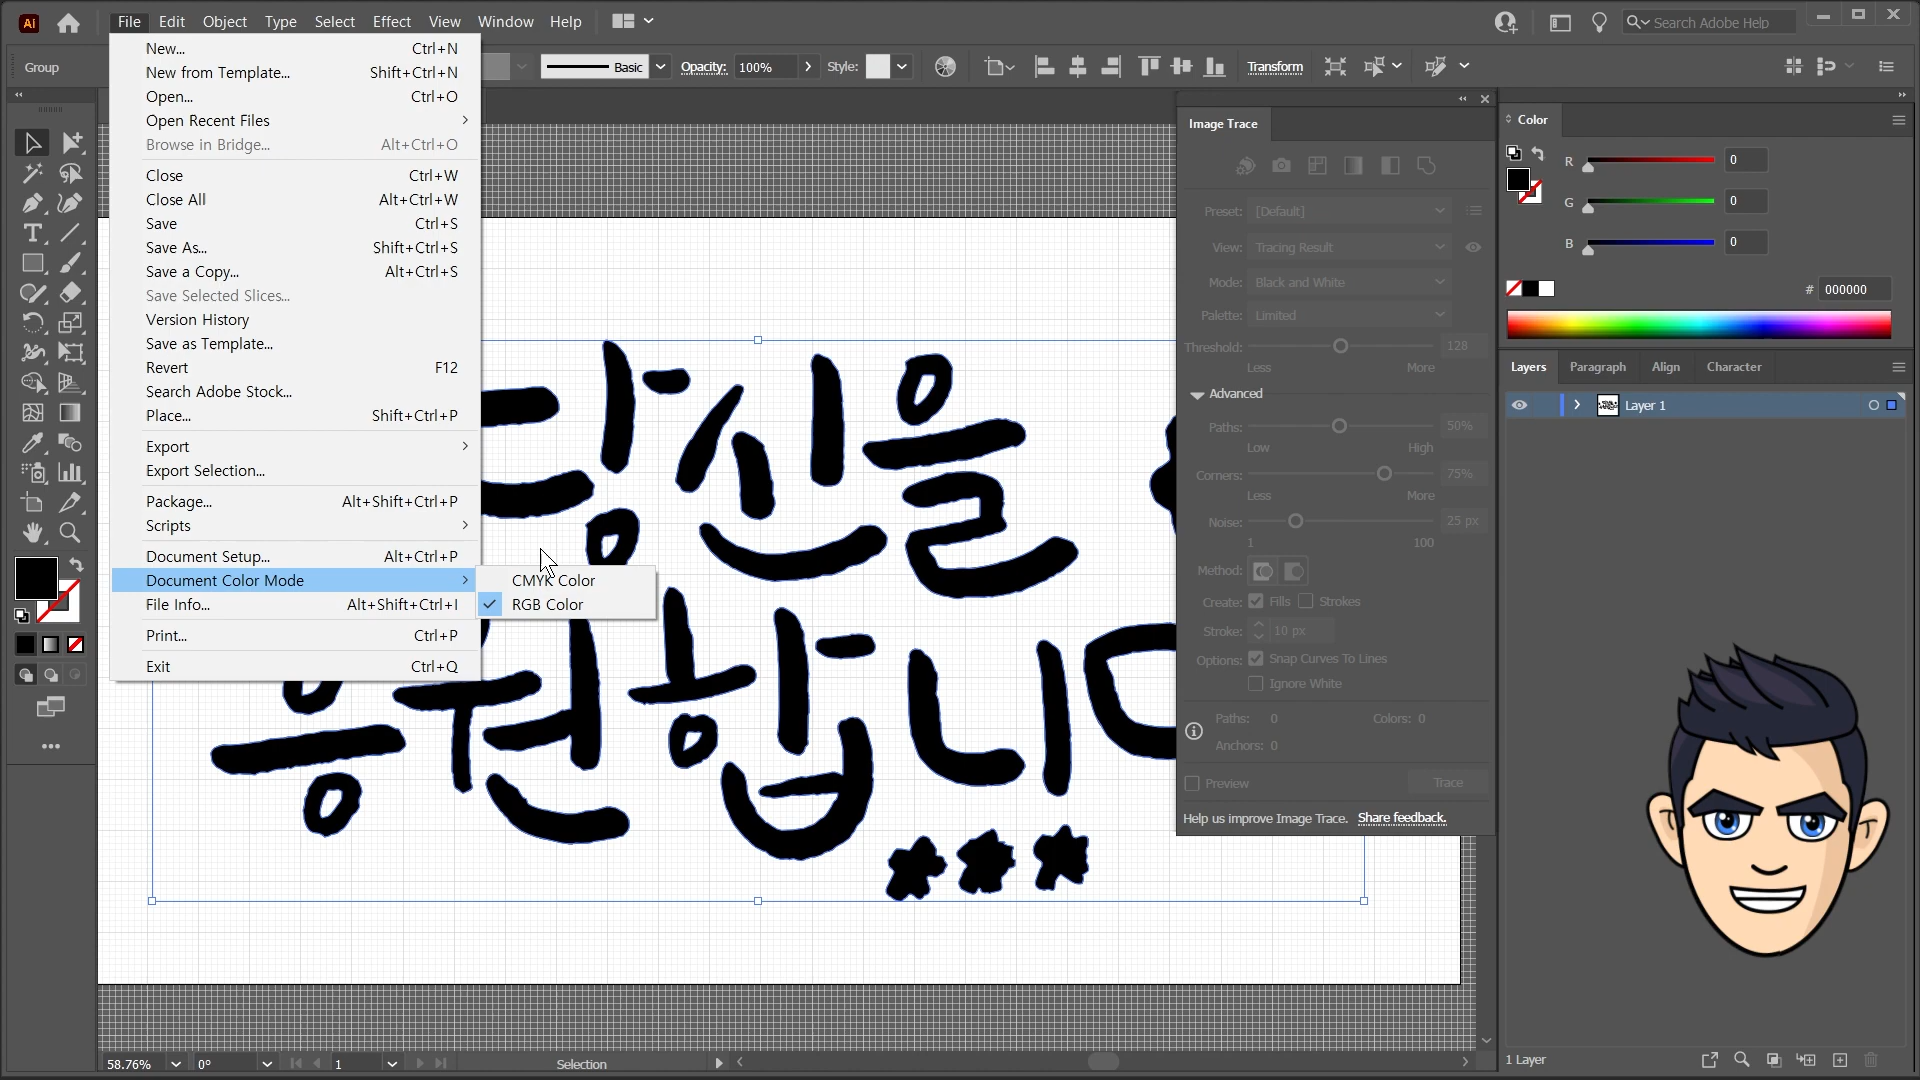 Ai File Edit Object Type Select Effect View Window Help Search Adobe Help
Group Basic Opacity: 100% Style: Transform
New... Ctrl+N
New from Template... Shift+Ctrl+N
Open... Ctrl+O
Open Recent Files
Browse in Bridge... Alt+Ctrl+O
Close Ctrl+W
Close All Alt+Ctrl+W
Save Ctrl+S
Save As... Shift+Ctrl+S
Save a Copy... Alt+Ctrl+S
Save Selected Slices...
Version History
Save as Template...
Revert F12
Search Adobe Stock...
Place... Shift+Ctrl+P
Export
Export Selection...
Package... Alt+Shift+Ctrl+P
Scripts
Document Setup... Alt+Ctrl+P
Document Color Mode
File Info... Alt+Shift+Ctrl+I
Print... Ctrl+P
Exit Ctrl+Q
CMYK Color
RGB Color
당신을
응원합니다
Image Trace
Preset: [Default]
View: Tracing Result
Mode: Black and White
Palette: Limited
Threshold: 128
Less More
Advanced
Paths: 50%
Low High
Corners: 75%
Less More
Noise: 25 px
1 100
Method:
Create: Fills Strokes
Stroke: 10 px
Options: Snap Curves To Lines
Ignore White
Paths: 0 Colors: 0
Anchors: 0
Preview Trace
Help us improve Image Trace. Share feedback.
Color
R 0
G 0
B 0
# 000000
Layers Paragraph Align Character
Layer 1
1 Layer
58.76% 0° 1 Selection